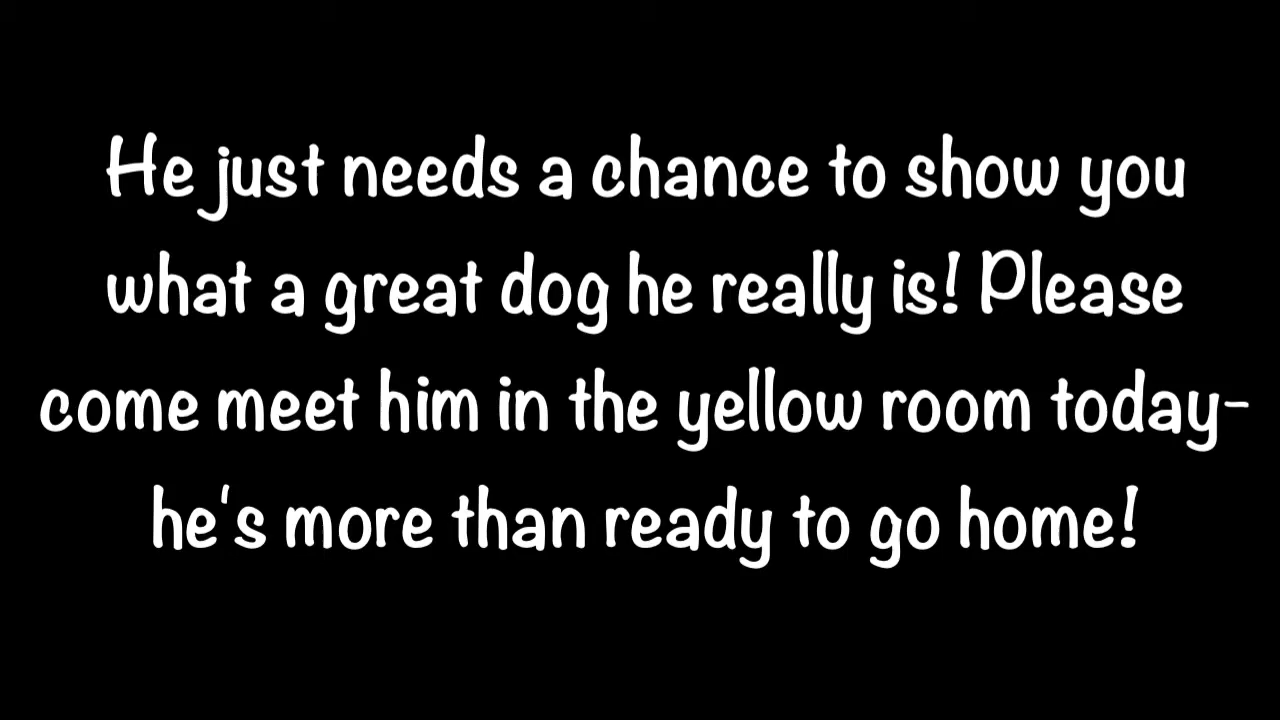 He just needs a chance to show you
what a great dog he really is! Please
come meet him in the yellow room today-
he's more than ready to go home!